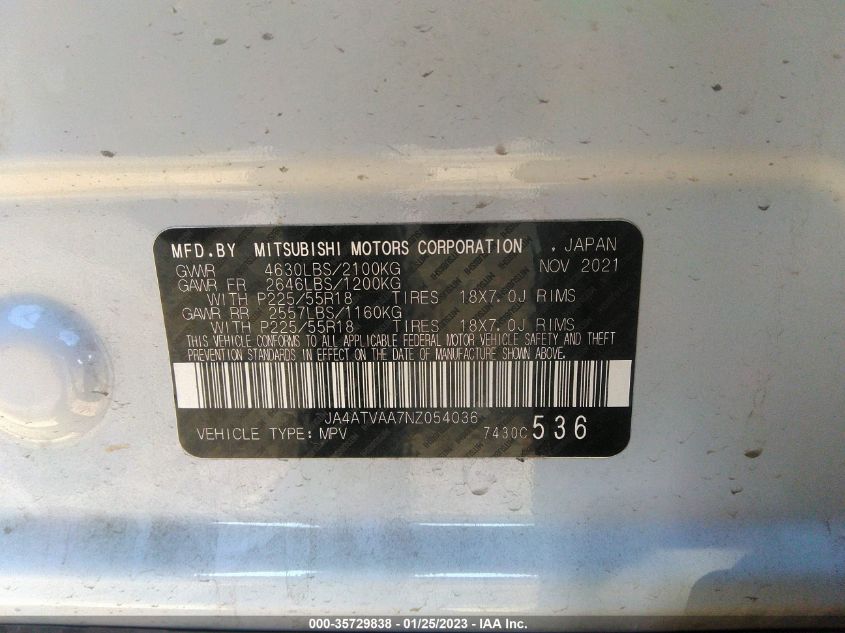 MFD.BY MITSUBISHI MOTORS CORPORATION , JAPAN
GVWR 4630LBS/2100KG NOV 2021
GAWR FR 2646LBS/1200KG
WITH P225/55R18 TIRES 18X7.0J RIMS
GAWR RR 2557LBS/1160KG
WITH P225/55R18 TIRES 18X7.0J RIMS
THIS VEHICLE CONFORMS TO ALL APPLICABLE FEDERAL MOTOR VEHICLE SAFETY AND THEFT
PREVENTION STANDARDS IN EFFECT ON THE DATE OF MANUFACTURE SHOWN ABOVE.
JA4ATVAA7NZ054036
VEHICLE TYPE: MPV 7430C 536
000-35729838 - 01/25/2023 - IAA Inc.